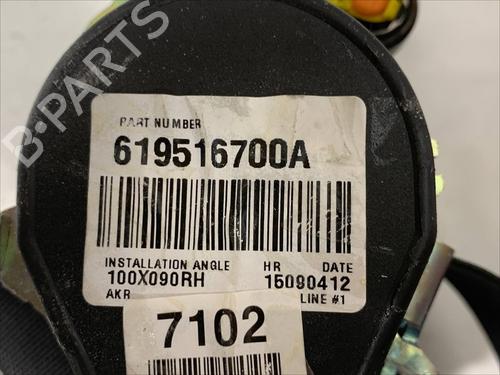 B-PARTS
PART NUMBER
619516700A
INSTALLATION ANGLE HR DATE
100X090RH 15090412
AKR LINE #1
7102